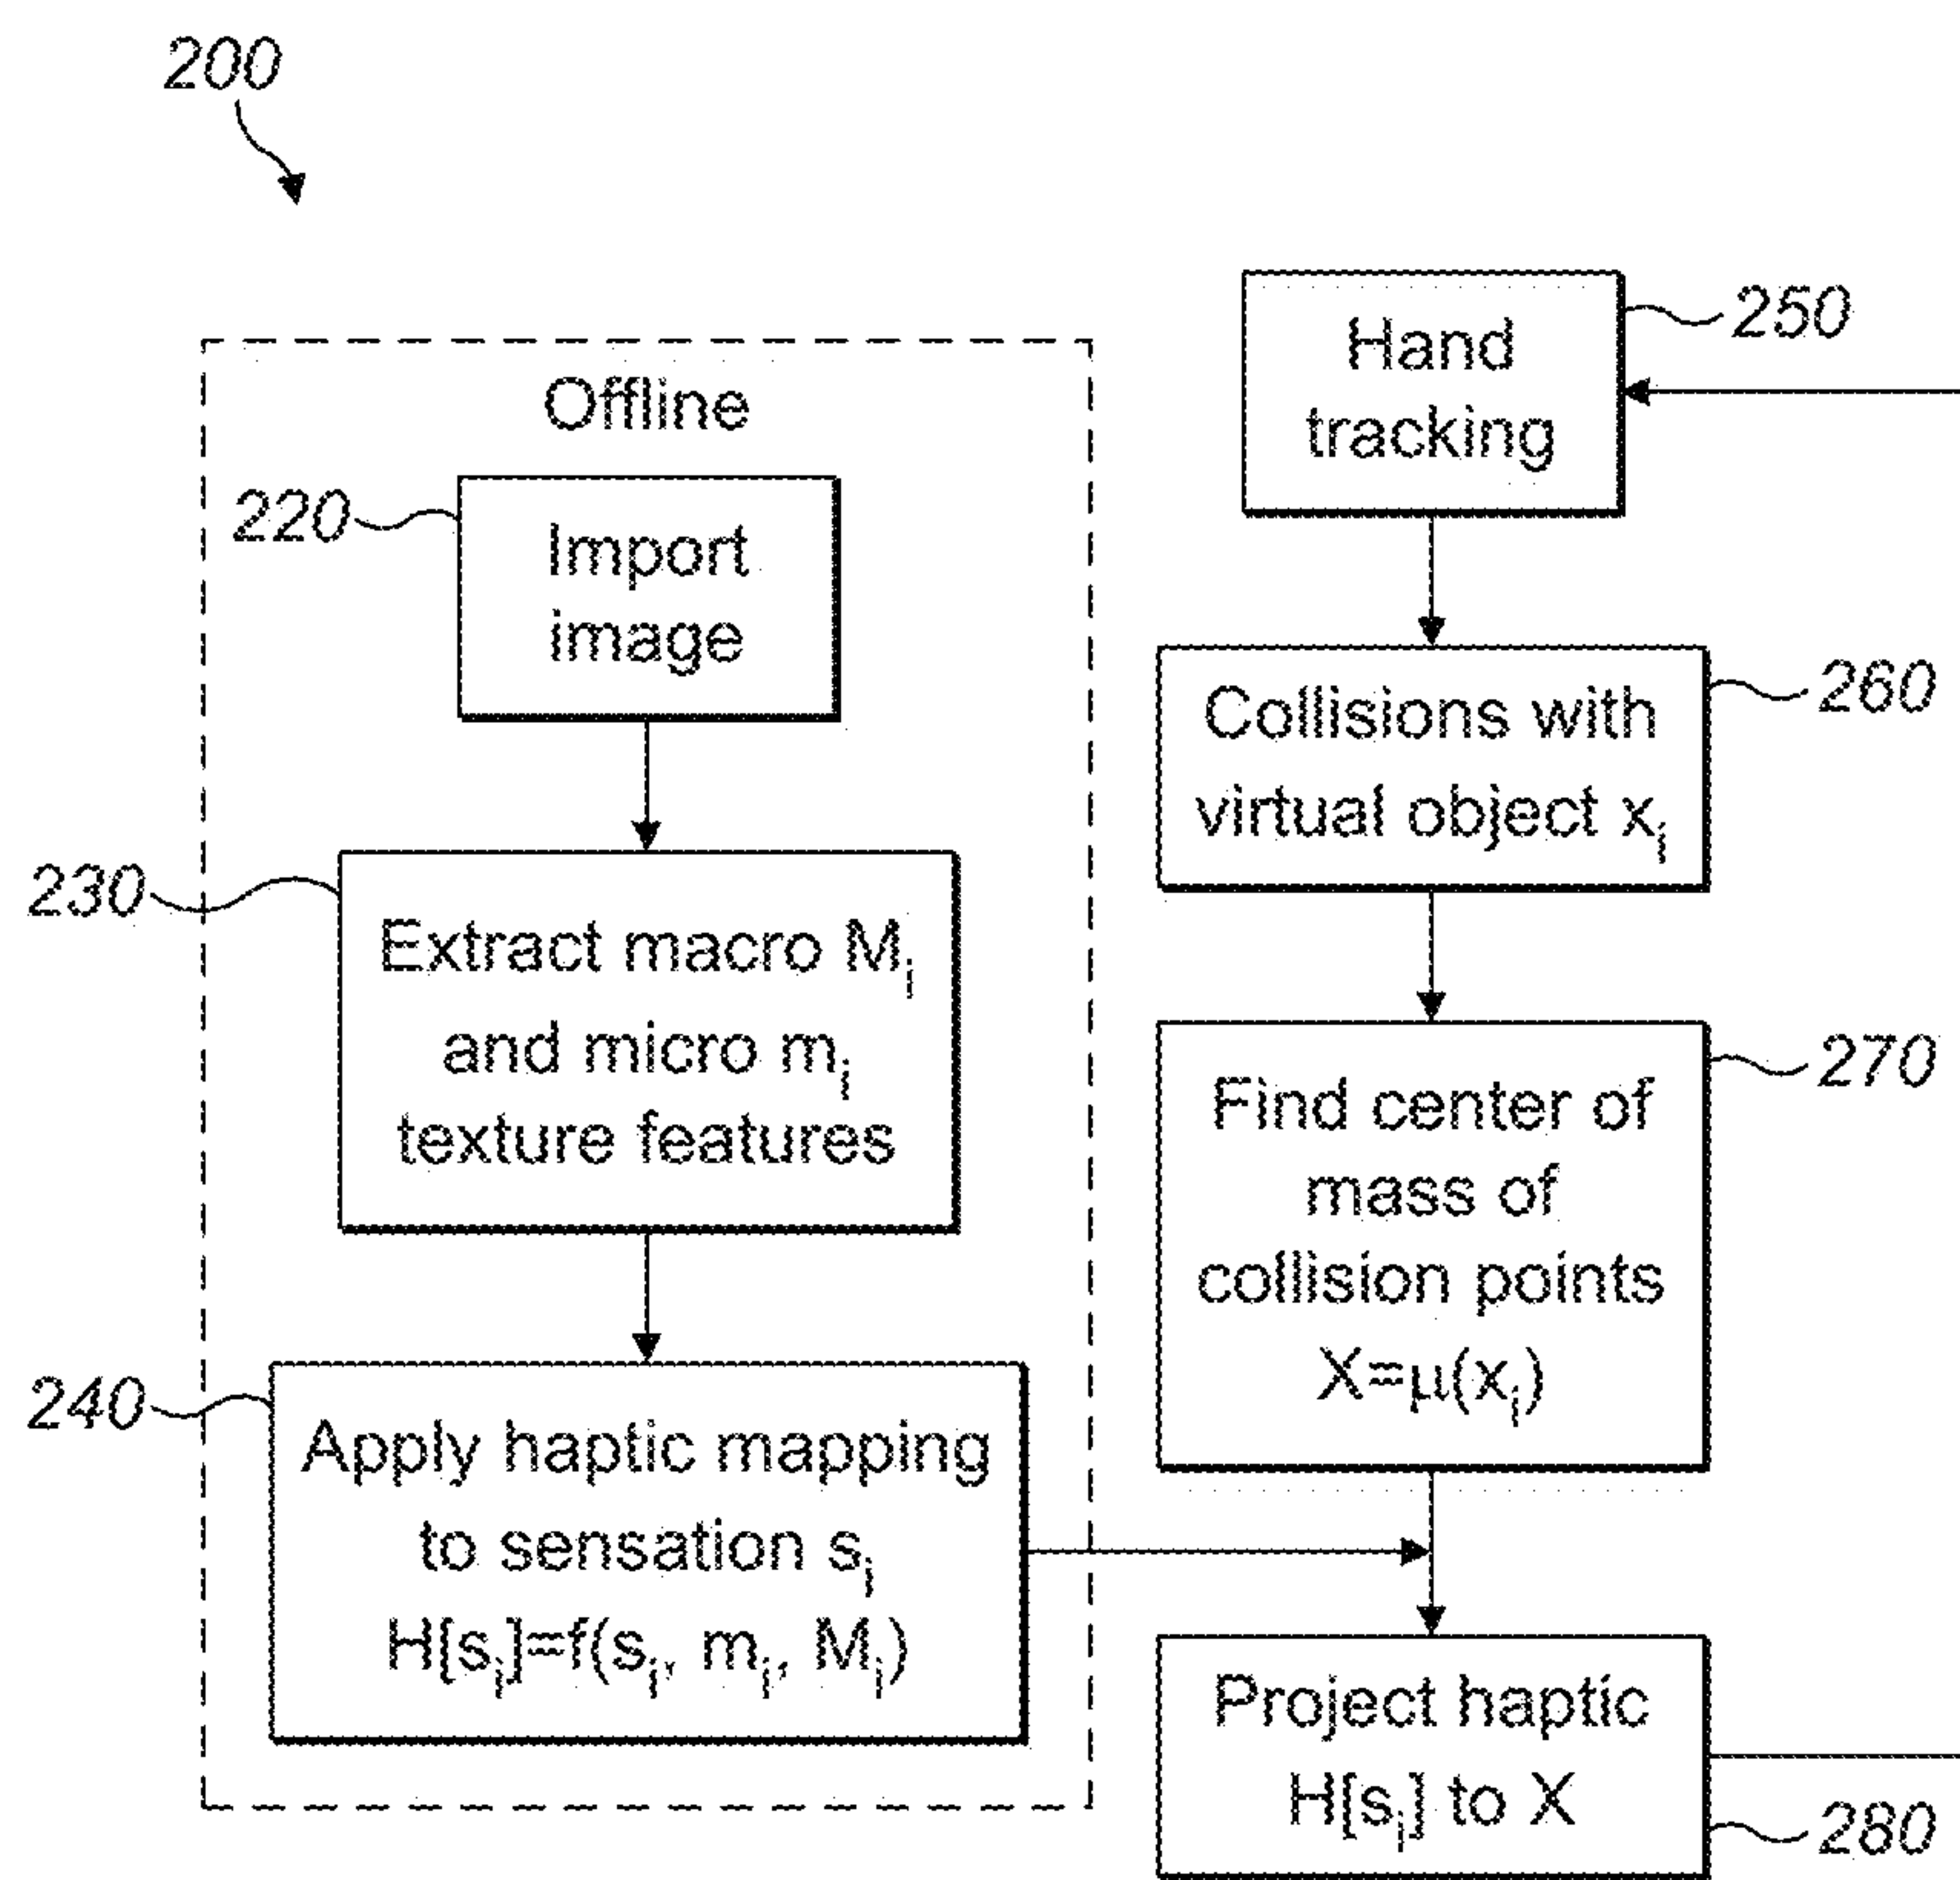 200
Offline
220
Import
image
230
Extract macro Mᵢ
and micro mᵢ
texture features
240
Apply haptic mapping
to sensation sᵢ
H[sᵢ]=f(sᵢ, mᵢ, Mᵢ)
250
Hand
tracking
260
Collisions with
virtual object xᵢ
270
Find center of
mass of
collision points
X=μ(xᵢ)
Project haptic
H[sᵢ] to X
280